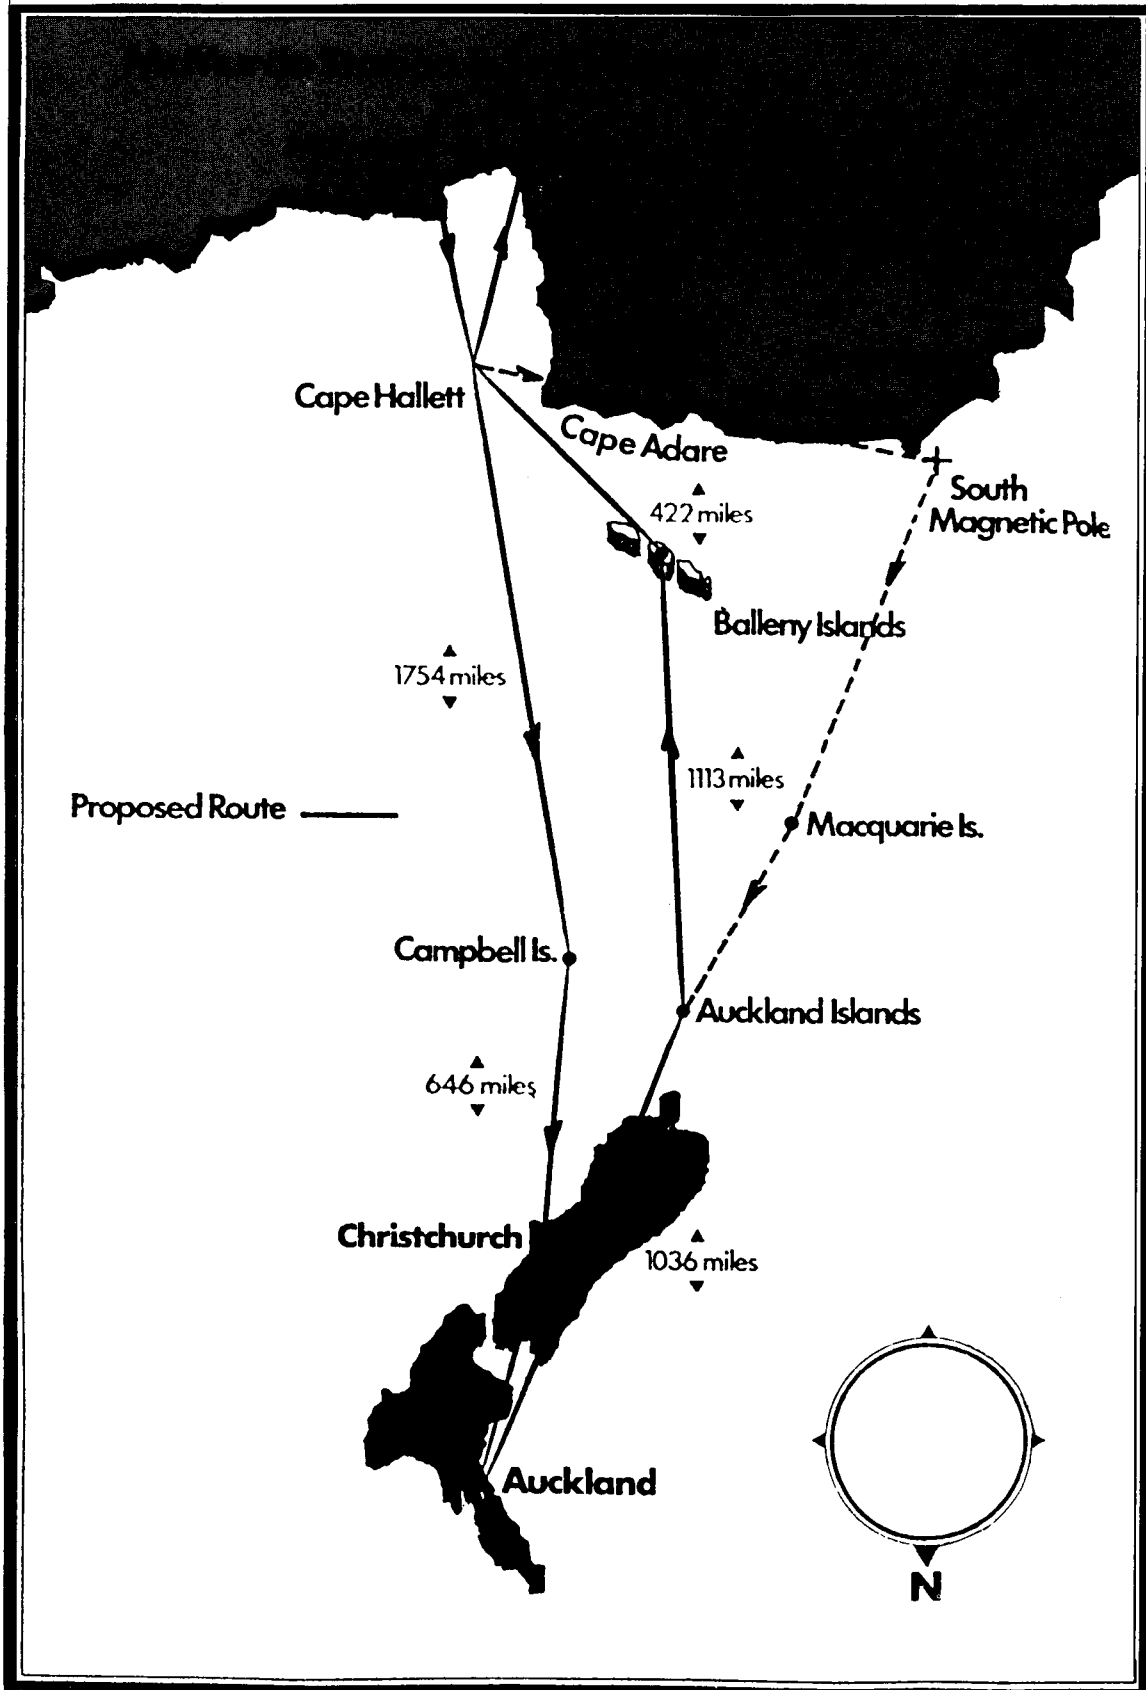 Cape Hallett
Cape Adare
422 miles
South
Magnetic Pole
Balleny Islands
1754 miles
1113 miles
Proposed Route
Macquarie Is.
Campbell Is.
Auckland Islands
646 miles
Christchurch
1036 miles
Auckland
N